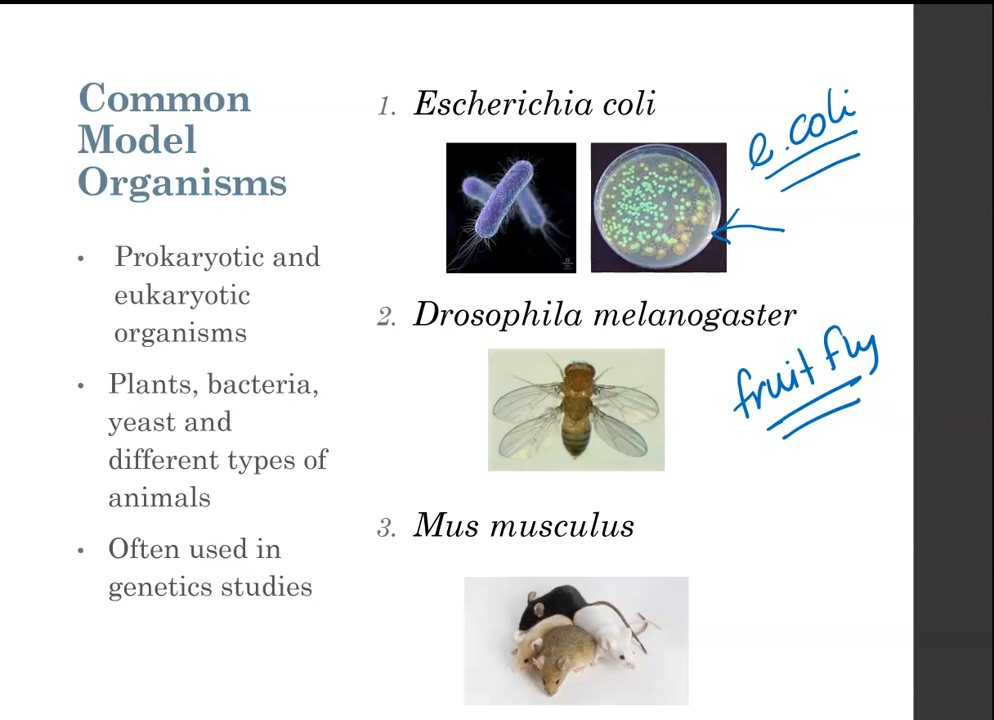 Common
Model
Organisms
• Prokaryotic and
eukaryotic
organisms
• Plants, bacteria,
yeast and
different types of
animals
• Often used in
genetics studies
1. Escherichia coli
e.coli
2. Drosophila melanogaster
fruit fly
3. Mus musculus